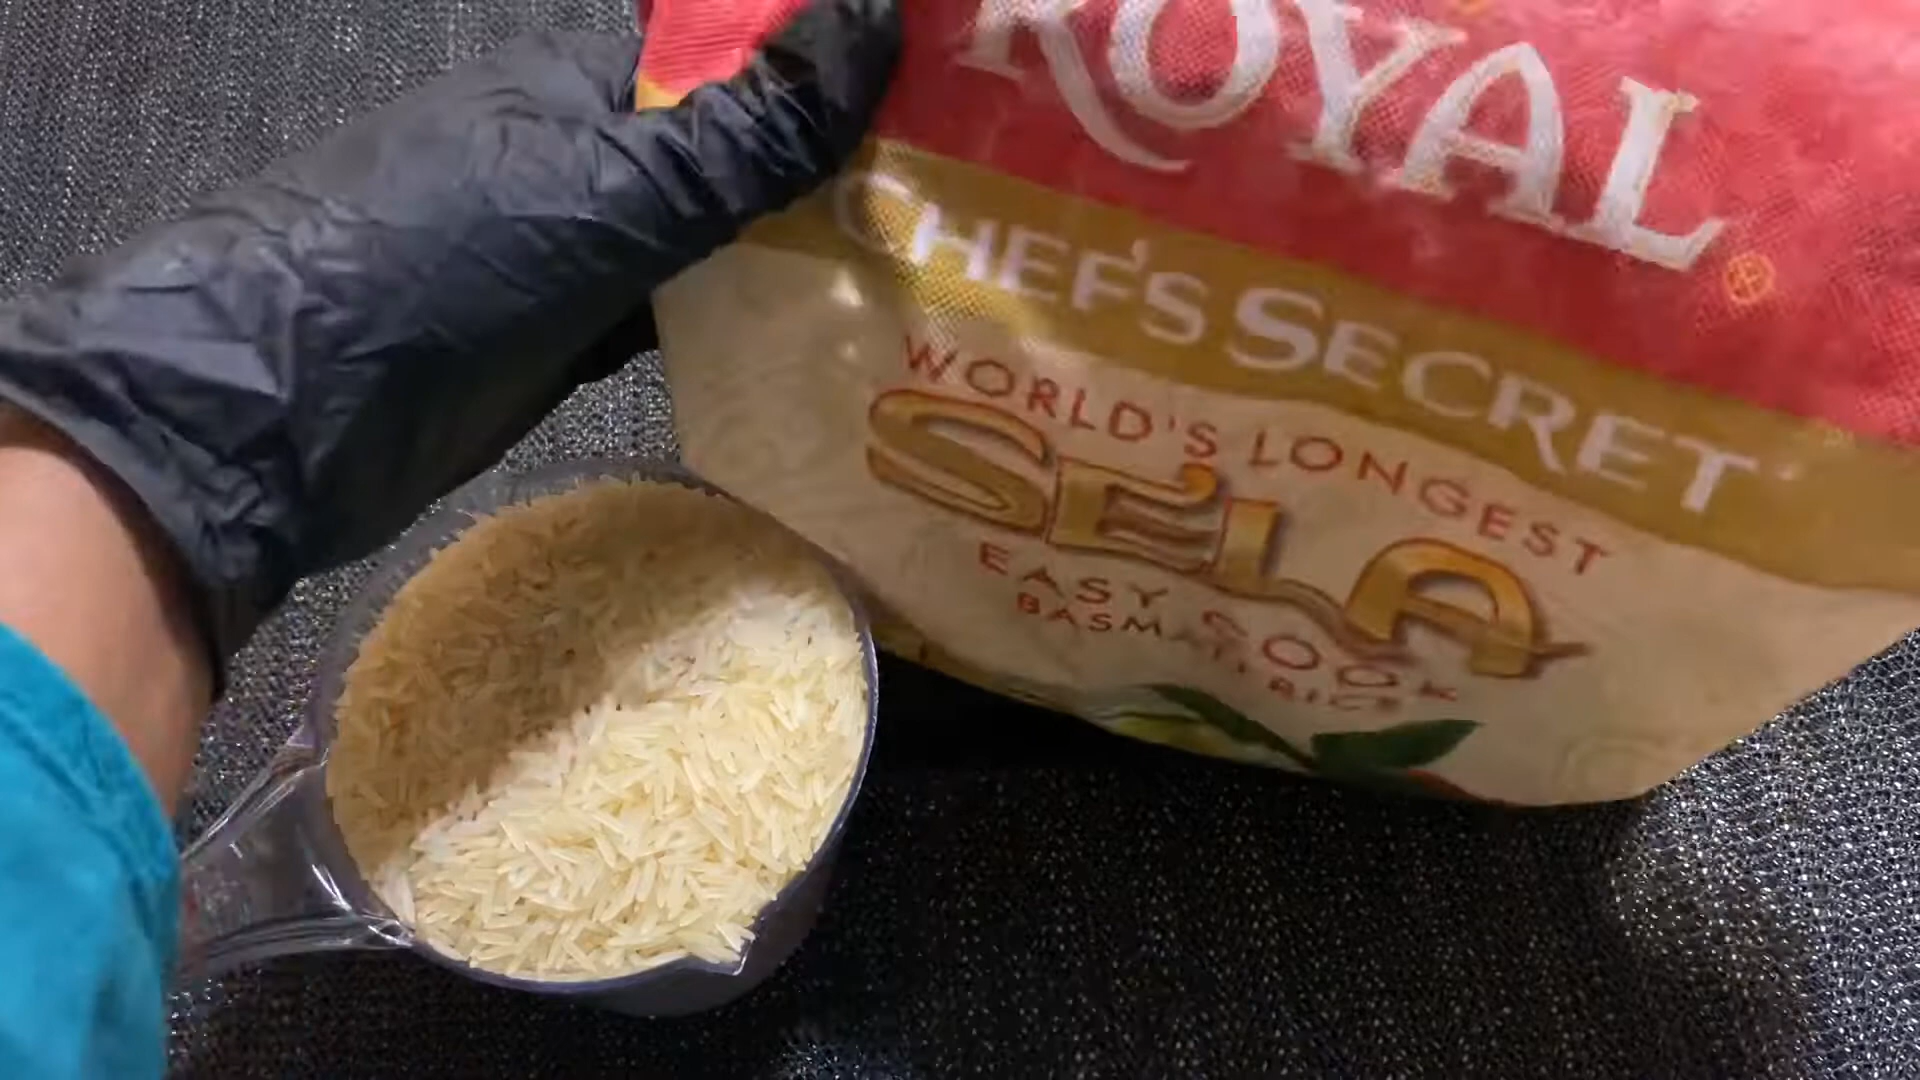 ROYAL
CHEF'S SECRET
WORLD'S LONGEST
SELA
EASY COOK
BASMATI RICE